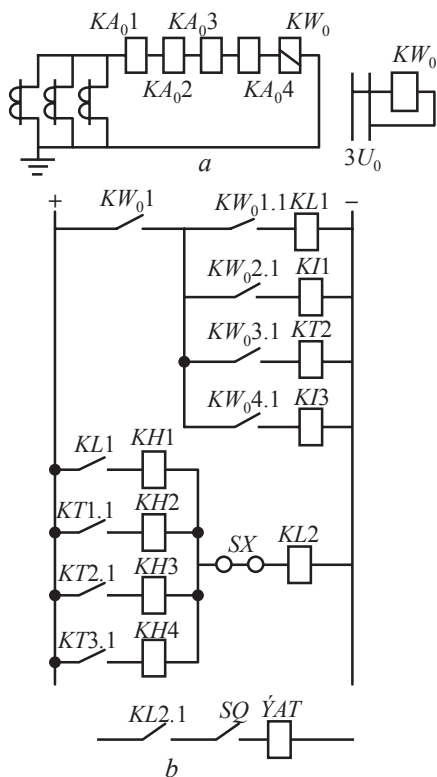 KA₀1 KA₀3 KW₀
KA₀2 KA₀4
KW₀
3U₀
a
+ −
KW₀1 KW₀1.1 KL1
KW₀2.1 KI1
KW₀3.1 KT2
KW₀4.1 KI3
KL1 KH1
KT1.1 KH2
SX KL2
KT2.1 KH3
KT3.1 KH4
KL2.1 SQ ÝAT
b